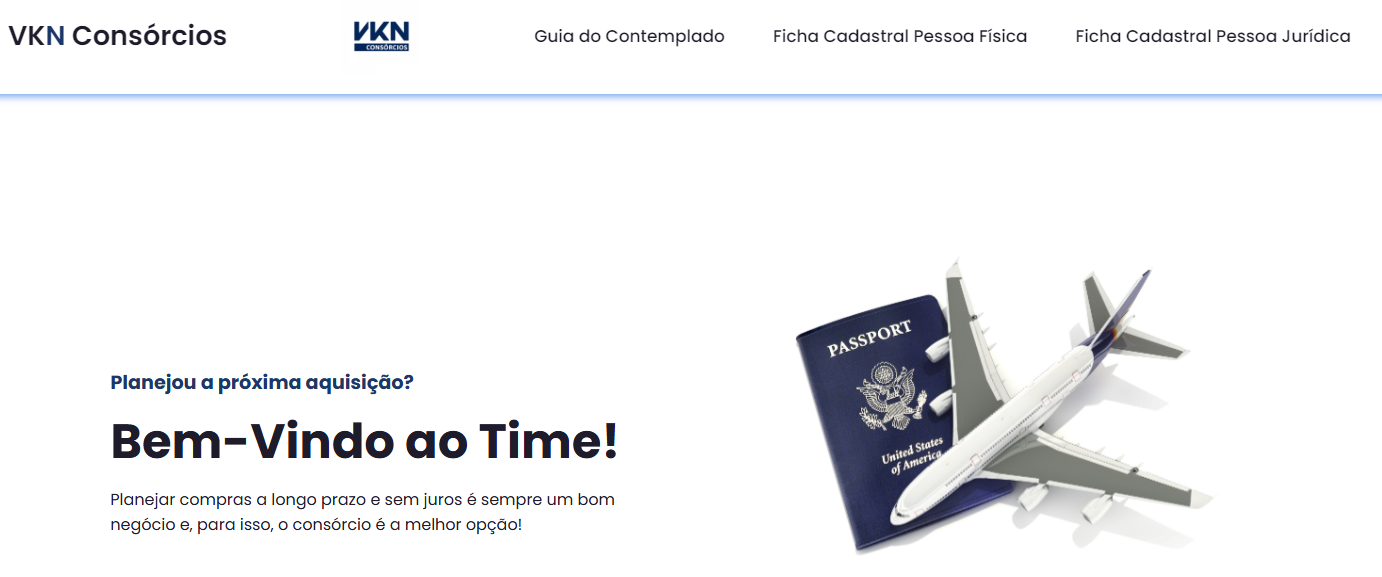 VKN Consórcios
VKN
CONSÓRCIOS
Guia do Contemplado
Ficha Cadastral Pessoa Física
Ficha Cadastral Pessoa Jurídica
Planejou a próxima aquisição?
Bem-Vindo ao Time!
Planejar compras a longo prazo e sem juros é sempre um bom
negócio e, para isso, o consórcio é a melhor opção!
PASSPORT
United States
of America